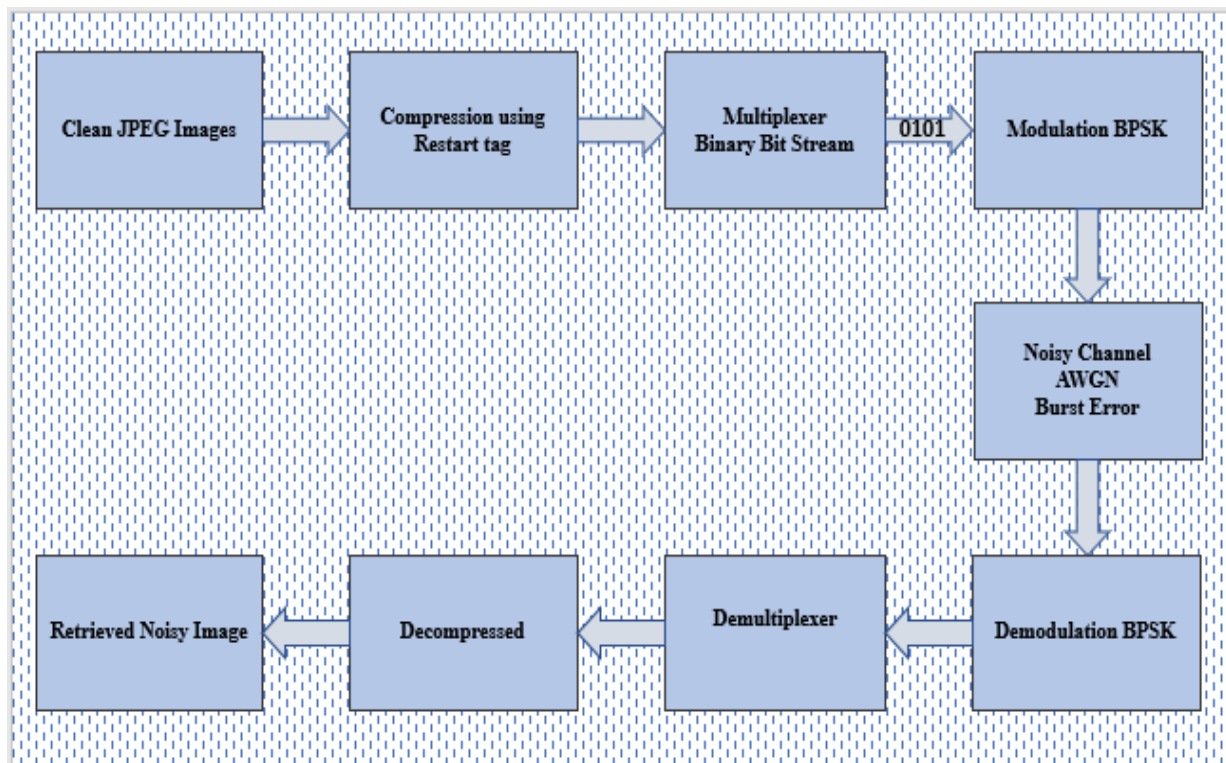 Clean JPEG Images
Compression using
Restart tag
Multiplexer
Binary Bit Stream
0101
Modulation BPSK
Noisy Channel
AWGN
Burst Error
Demodulation BPSK
Demultiplexer
Decompressed
Retrieved Noisy Image